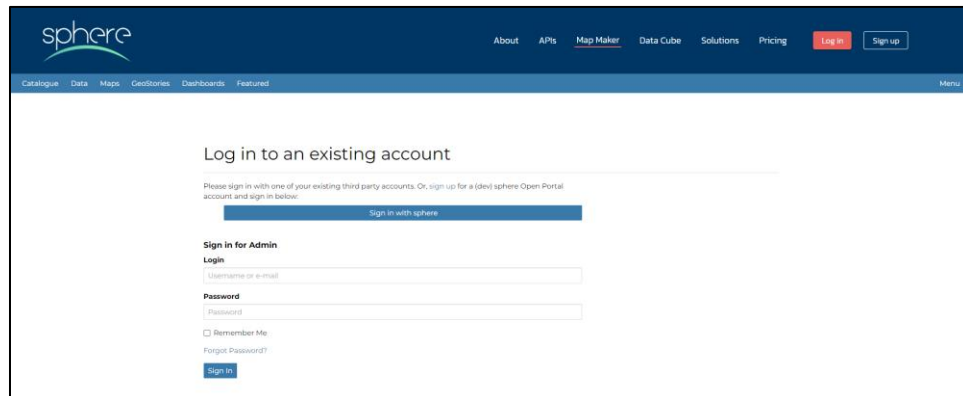 sphere
About APIs Map Maker Data Cube Solutions Pricing Log in Sign up
Catalogue Data Maps GeoStories Dashboards Featured Menu
Log in to an existing account
Please sign in with one of your existing third party accounts. Or, sign up for a (dev) sphere Open Portal
account and sign in below:
Sign in with sphere
Sign in for Admin
Login
Username or e-mail
Password
Password
Remember Me
Forgot Password?
Sign In